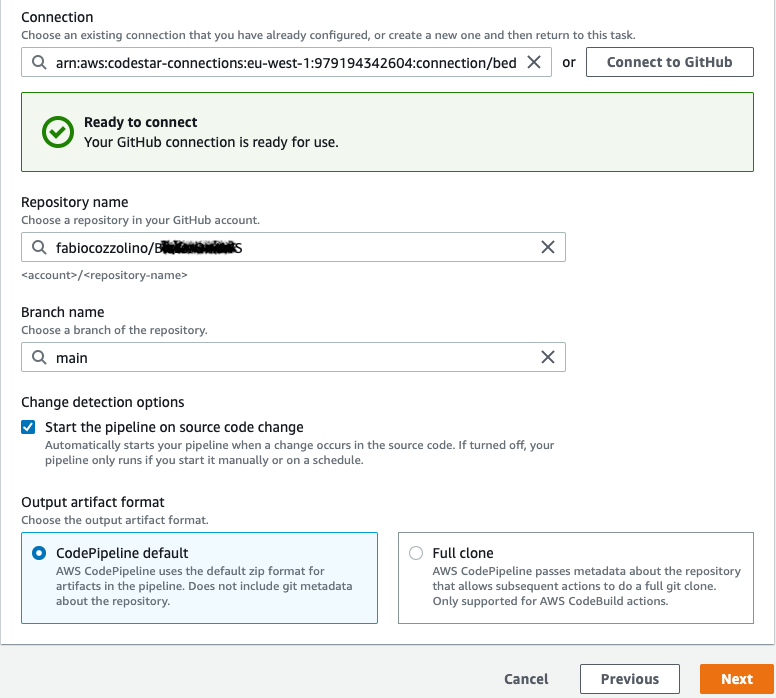 Connection
Choose an existing connection that you have already configured, or create a new one and then return to this task.
arn:aws:codestar-connections:eu-west-1:979194342604:connection/bed
or
Connect to GitHub
Ready to connect
Your GitHub connection is ready for use.
Repository name
Choose a repository in your GitHub account.
fabiocozzolino/
<account>/<repository-name>
Branch name
Choose a branch of the repository.
main
Change detection options
Start the pipeline on source code change
Automatically starts your pipeline when a change occurs in the source code. If turned off, your
pipeline only runs if you start it manually or on a schedule.
Output artifact format
Choose the output artifact format.
CodePipeline default
AWS CodePipeline uses the default zip format for
artifacts in the pipeline. Does not include git metadata
about the repository.
Full clone
AWS CodePipeline passes metadata about the repository
that allows subsequent actions to do a full git clone.
Only supported for AWS CodeBuild actions.
Cancel
Previous
Next